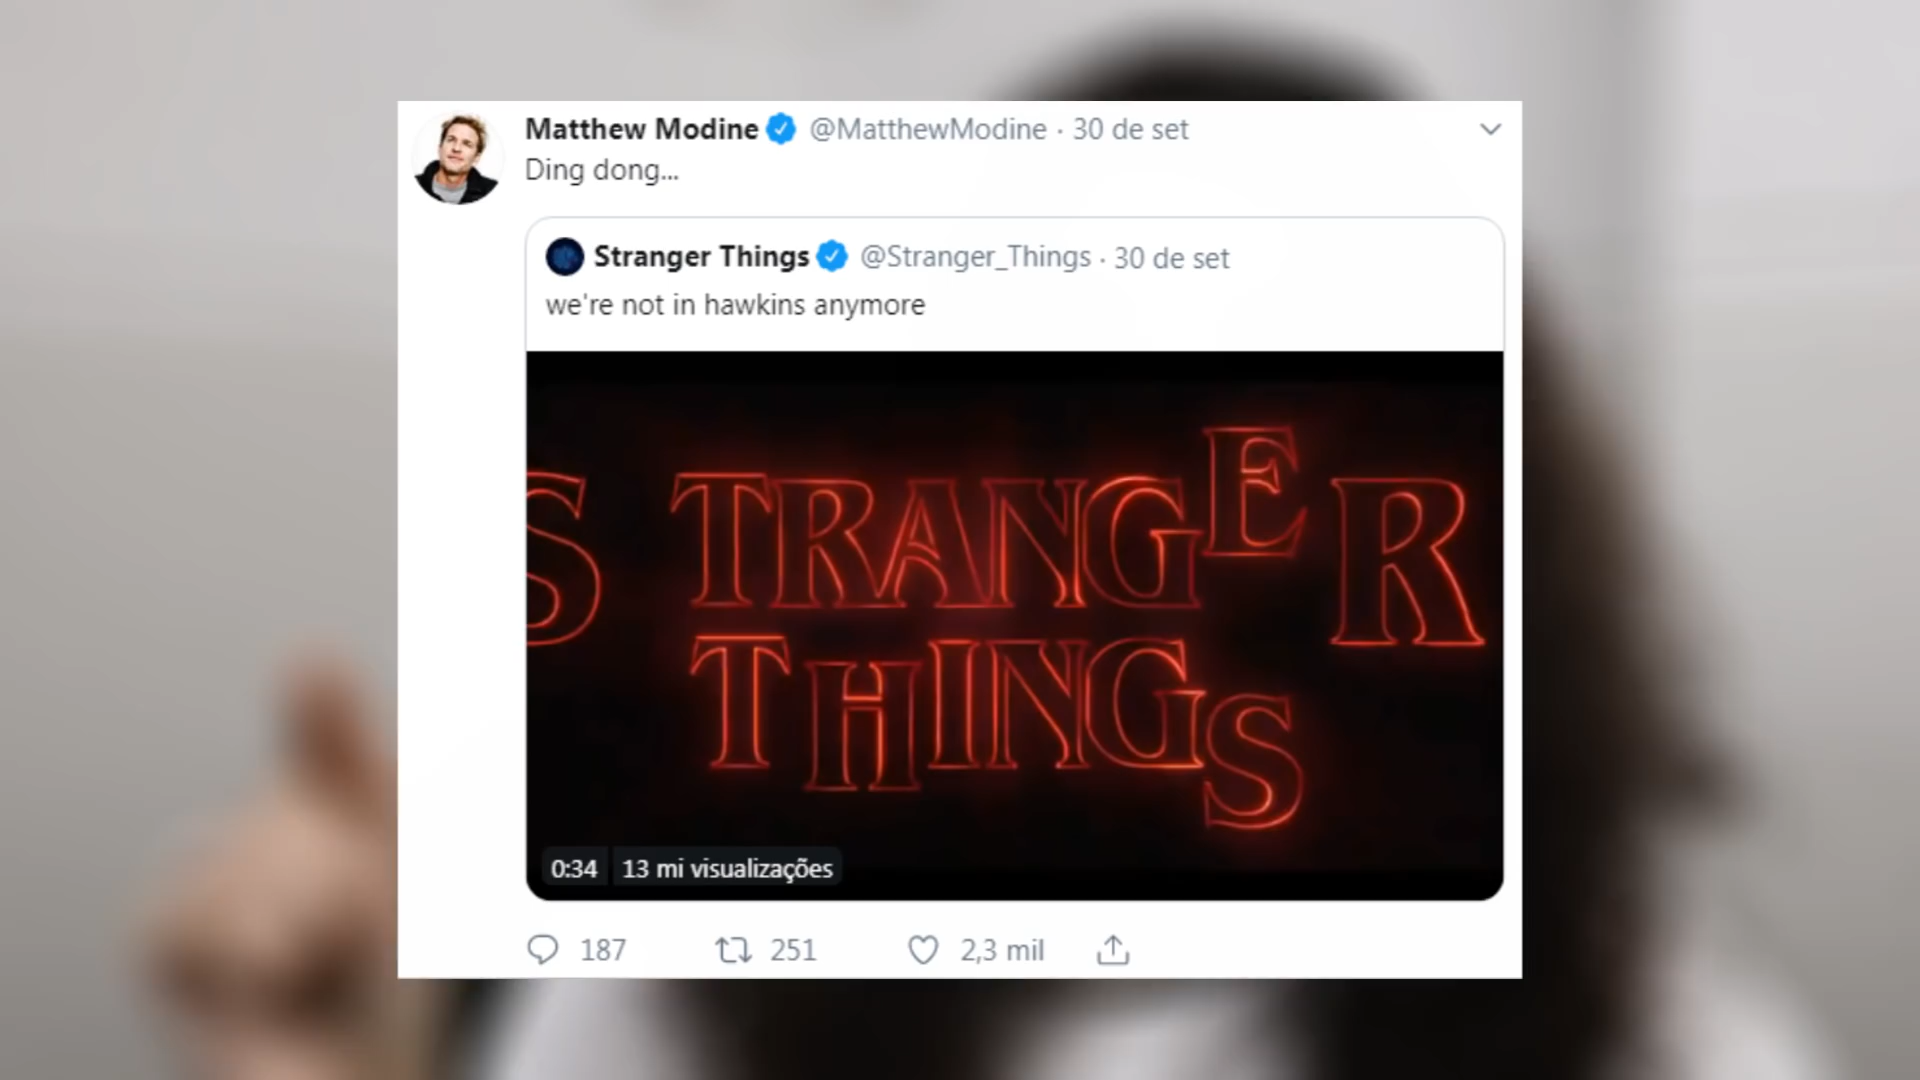 Matthew Modine @MatthewModine · 30 de set
Ding dong...
Stranger Things @Stranger_Things · 30 de set
we're not in hawkins anymore
STRANGER
THINGS
0:34 13 mi visualizações
187 251 2,3 mil